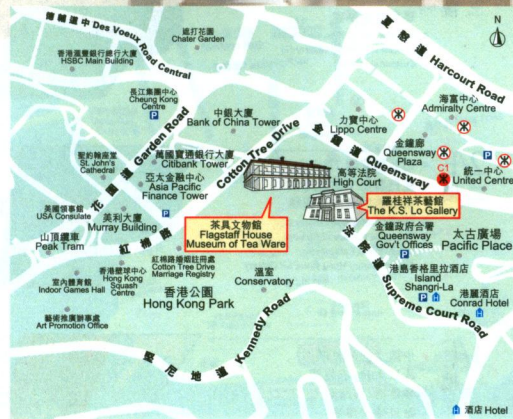 德輔道中 Des Voeux Road Central
遮打花園
Chater Garden
夏慤道 Harcourt Road
N
香港滙豐銀行總行大廈
HSBC Main Building
長江集團中心
Cheung Kong
Centre
P
中銀大廈
Bank of China Tower
力寶中心
Lippo Centre
海富中心
Admiralty Centre
金鐘道 Queensway
金鐘廊
Queensway
Plaza
C1
統一中心
United Centre
聖約翰座堂
St. John's
Cathedral
花園道 Garden Road
萬國寶通銀行大廈
Citibank Tower
亞太金融中心
Asia Pacific
Finance Tower
P
紅棉路 Cotton Tree Drive
高等法院
High Court
美國領事館
USA Consulate
美利大廈
Murray Building
山頂纜車
Peak Tram
茶具文物館
Flagstaff House
Museum of Tea Ware
羅桂祥茶藝館
The K.S. Lo Gallery
金鐘政府合署
Queensway
Gov't Offices
太古廣場
Pacific Place
法院道 Supreme Court Road
港島香格里拉酒店
Island
Shangri-La
P
港麗酒店
Conrad Hotel
室內體育館
Indoor Games Hall
香港壁球中心
Hong Kong
Squash
Centre
紅棉路婚姻註冊處
Cotton Tree Drive
Marriage Registry
溫室
Conservatory
香港公園
Hong Kong Park
藝術推廣辦事處
Art Promotion Office
堅尼地道 Kennedy Road
酒店 Hotel